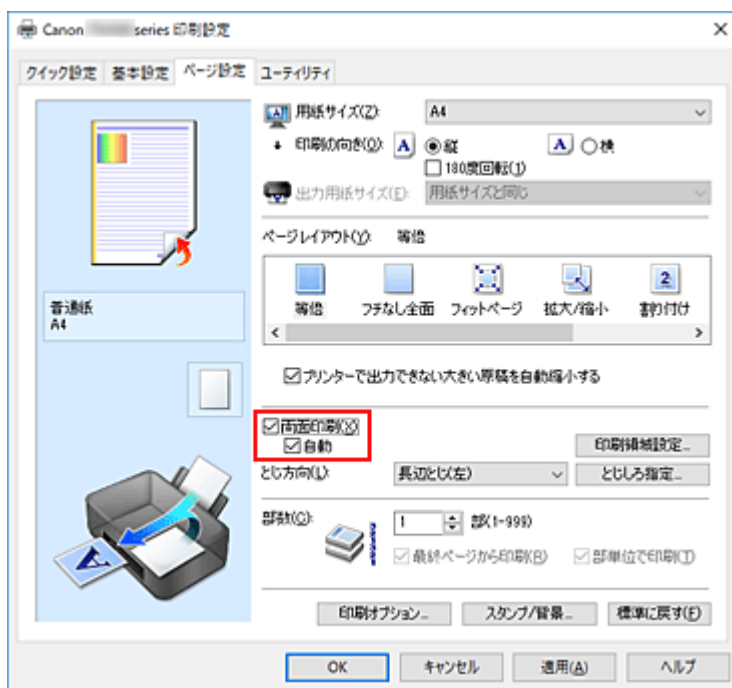 Canon series 印刷設定
クイック設定 基本設定 ページ設定 ユーティリティ
用紙サイズ(Z): A4
印刷の向き(O): A 縦 A 横
180度回転(1)
出力用紙サイズ(E): 用紙サイズと同じ
ページレイアウト(Y): 等倍
等倍 フチなし全面 フィットページ 拡大/縮小 割り付け
普通紙
A4
プリンターで出力できない大きい原稿を自動縮小する
両面印刷(X)
自動
印刷領域設定...
とじ方向(L): 長辺とじ(左) とじしろ指定...
部数(C): 1 部(1-999)
最終ページから印刷(R) 部単位で印刷(T)
印刷オプション... スタンプ/背景... 標準に戻す(F)
OK キャンセル 適用(A) ヘルプ